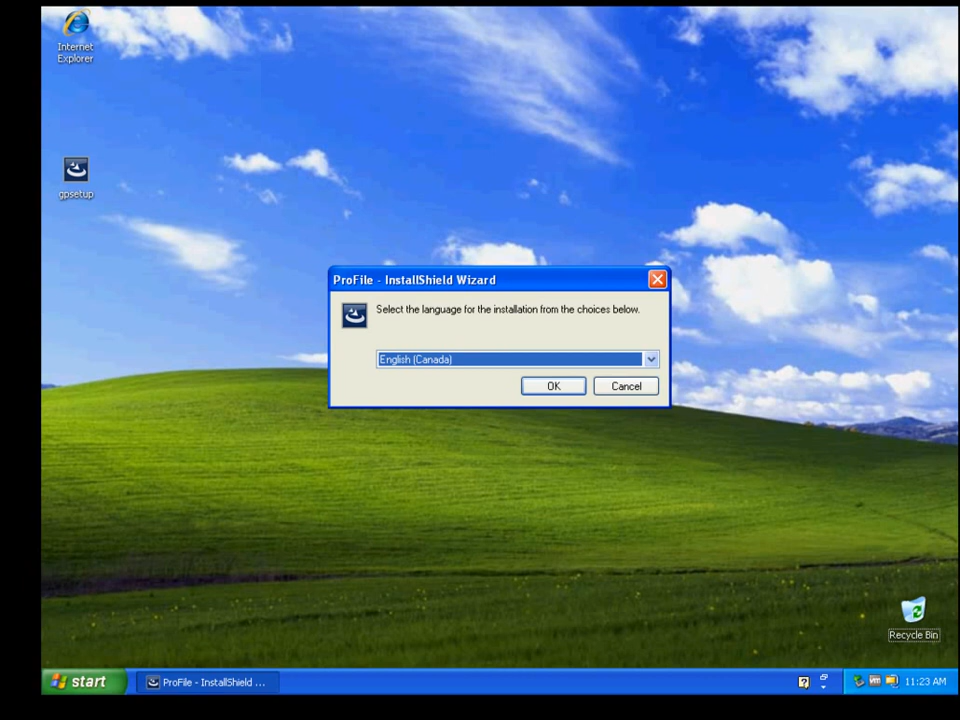 Internet
Explorer
gpsetup
ProFile - InstallShield Wizard
Select the language for the installation from the choices below.
English (Canada)
OK
Cancel
Recycle Bin
start
ProFile - InstallShield ...
11:23 AM